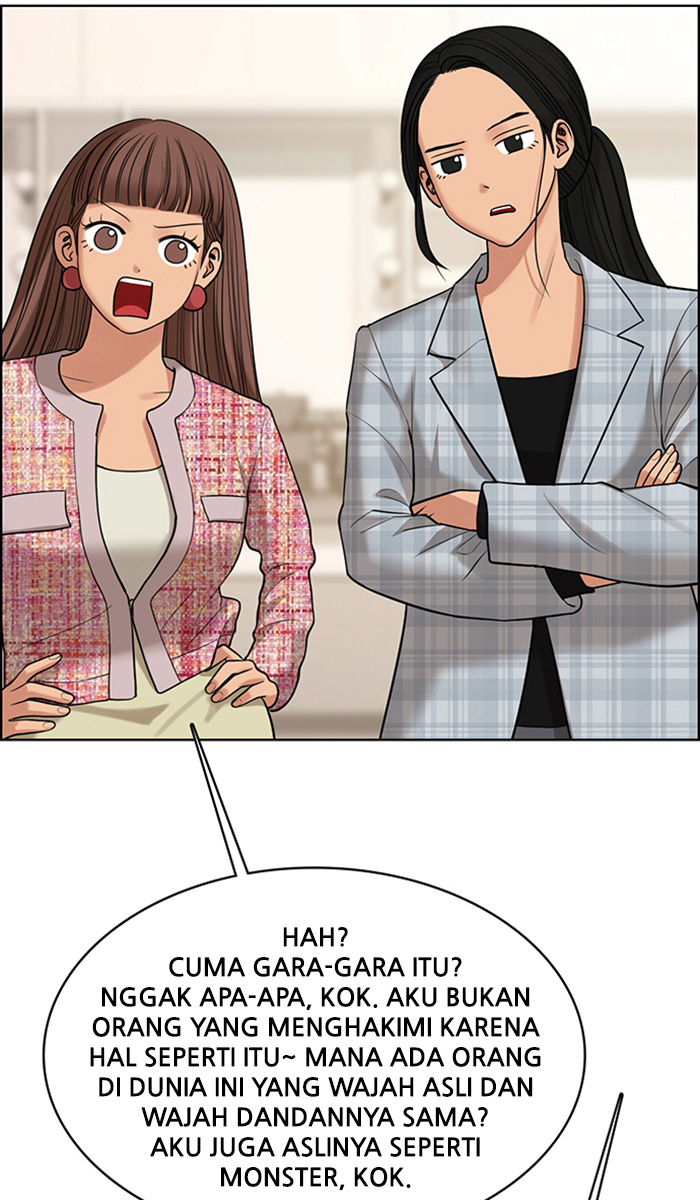 HAH?
CUMA GARA-GARA ITU?
NGGAK APA-APA, KOK. AKU BUKAN
ORANG YANG MENGHAKIMI KARENA
HAL SEPERTI ITU~ MANA ADA ORANG
DI DUNIA INI YANG WAJAH ASLI DAN
WAJAH DANDANNYA SAMA?
AKU JUGA ASLINYA SEPERTI
MONSTER, KOK.